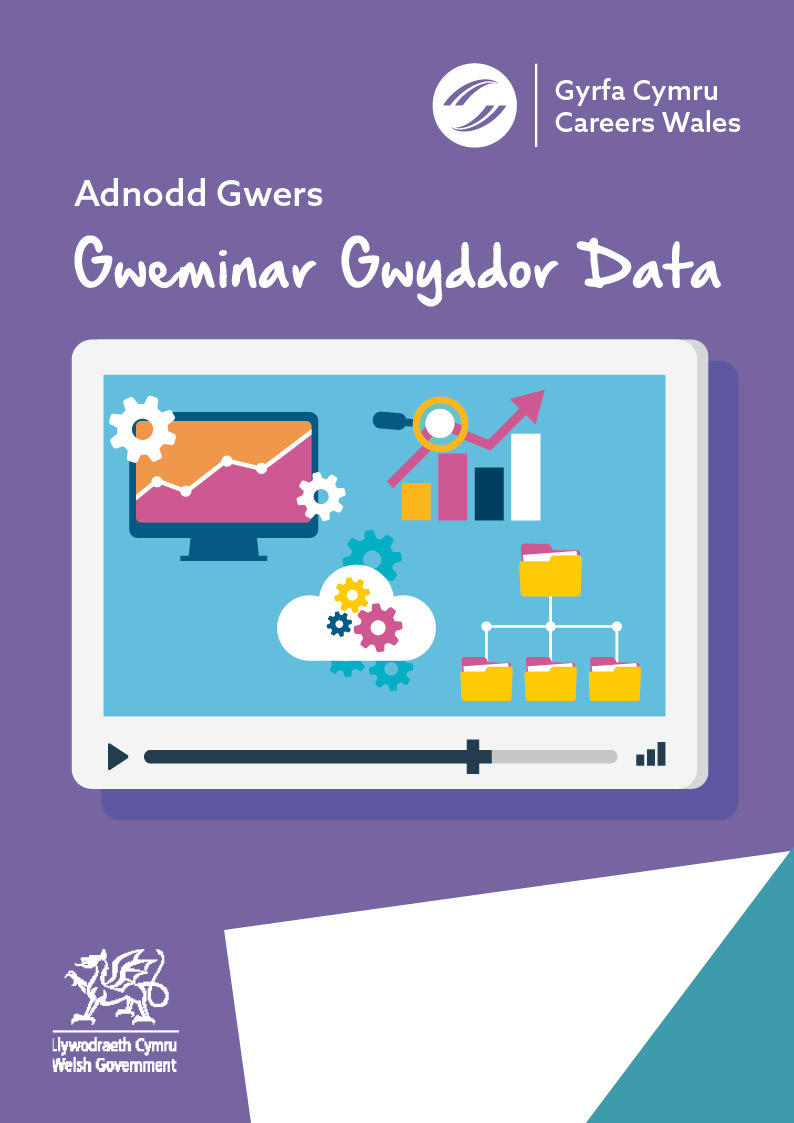 Gyrfa Cymru
Careers Wales
Adnodd Gwers
Gweminar Gwyddor Data
Llywodraeth Cymru
Welsh Government